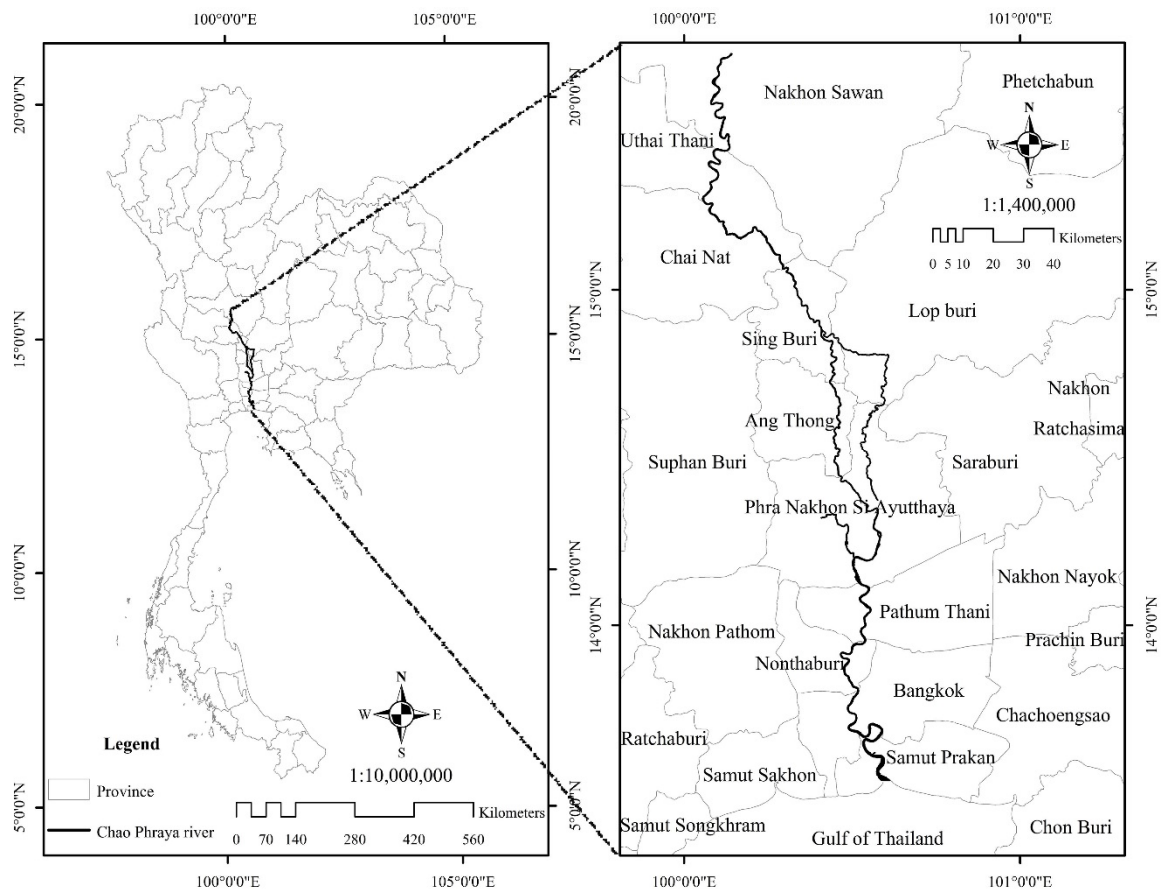 100°0'0"E 105°0'0"E
20°0'0"N
15°0'0"N
10°0'0"N
5°0'0"N
20°0'0"N
15°0'0"N
10°0'0"N
5°0'0"N
N
W E
S
Legend
1:10,000,000
Province
Chao Phraya river
Kilometers
0 70 140 280 420 560
100°0'0"E 105°0'0"E
100°0'0"E 101°0'0"E
Nakhon Sawan
Phetchabun
N
W E
S
Uthai Thani
1:1,400,000
Kilometers
0 5 10 20 30 40
Chai Nat
15°0'0"N
15°0'0"N
Lop buri
Sing Buri
Nakhon
Ratchasima
Ang Thong
Suphan Buri
Saraburi
Phra Nakhon Si Ayutthaya
Nakhon Nayok
Pathum Thani
14°0'0"N
14°0'0"N
Nakhon Pathom
Prachin Buri
Nonthaburi
Bangkok
Chachoengsao
Ratchaburi
Samut Prakan
Samut Sakhon
Samut Songkhram
Gulf of Thailand
Chon Buri
100°0'0"E 101°0'0"E